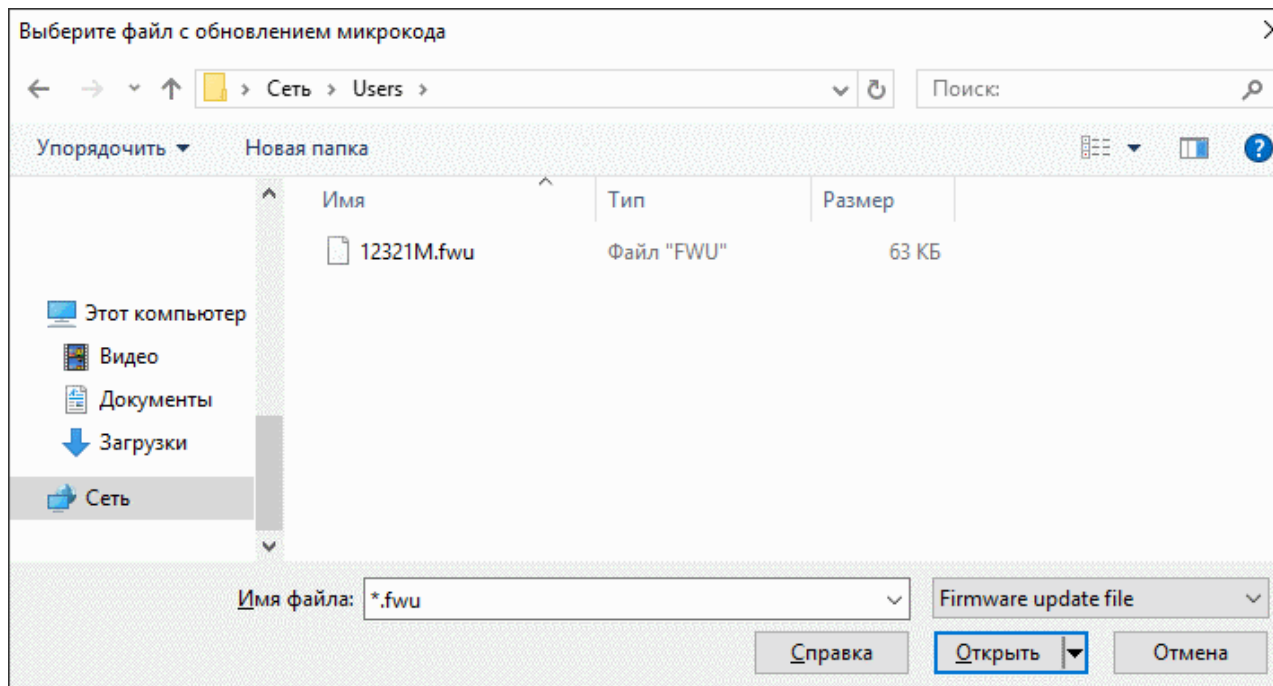 Выберите файл с обновлением микрокода
Сеть > Users >
Поиск:
Упорядочить
Новая папка
?
Имя
Тип
Размер
12321M.fwu
Файл "FWU"
63 КБ
Этот компьютер
Видео
Документы
Загрузки
Сеть
Имя файла:
*.fwu
Firmware update file
Справка
Открыть
Отмена